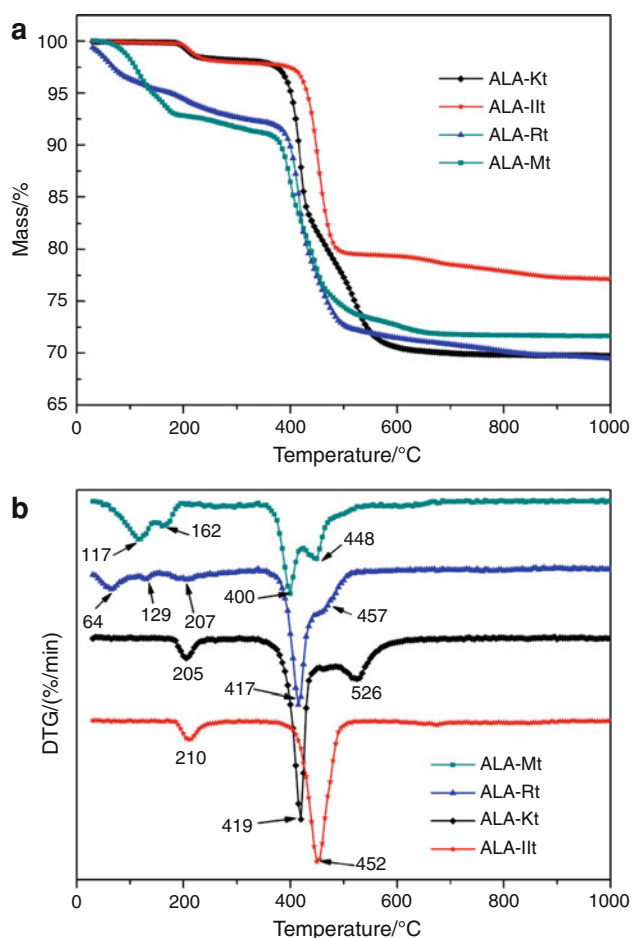 a
100
95
90
85
80
75
70
65
Mass/%
ALA-Kt
ALA-IIt
ALA-Rt
ALA-Mt
0
200
400
600
800
1000
Temperature/°C
b
117
162
448
64
129
207
400
457
205
417
526
210
419
452
DTG/(%/min)
ALA-Mt
ALA-Rt
ALA-Kt
ALA-IIt
0
200
400
600
800
1000
Temperature/°C